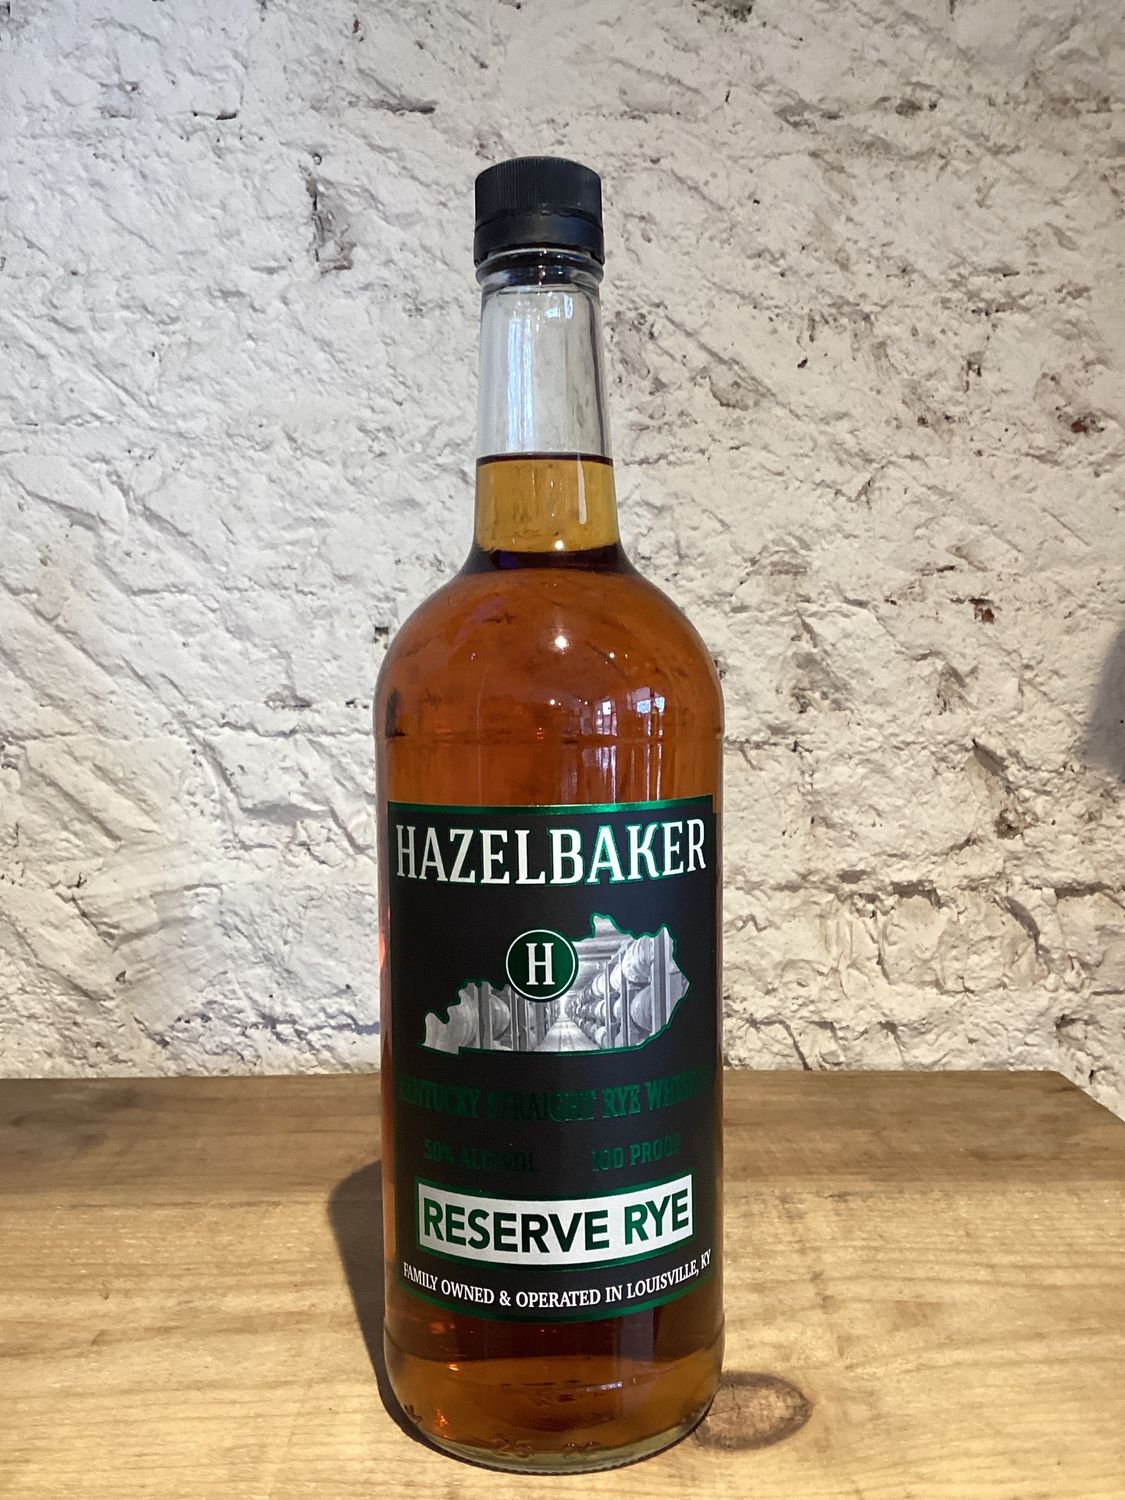 HAZELBAKER
H
KENTUCKY STRAIGHT RYE WHISKEY
50% ALC/VOL 100 PROOF
RESERVE RYE
FAMILY OWNED & OPERATED IN LOUISVILLE, KY